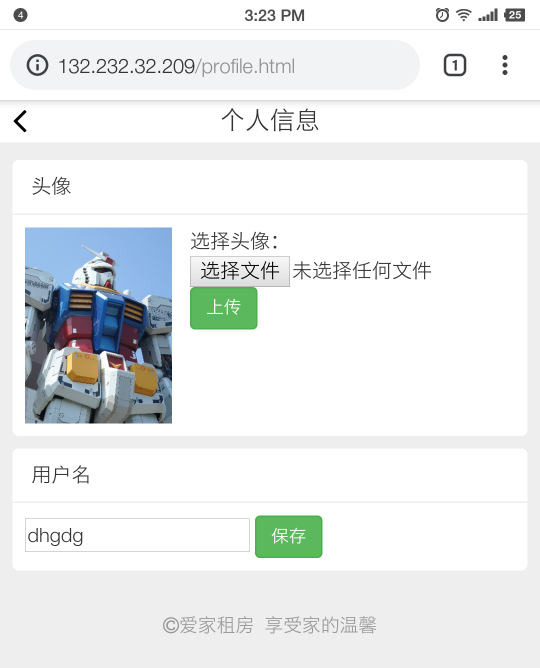 4 3:23 PM 25
132.232.32.209/profile.html 1
个人信息
头像
选择头像：
选择文件 未选择任何文件
上传
用户名
dhgdg 保存
©爱家租房 享受家的温馨